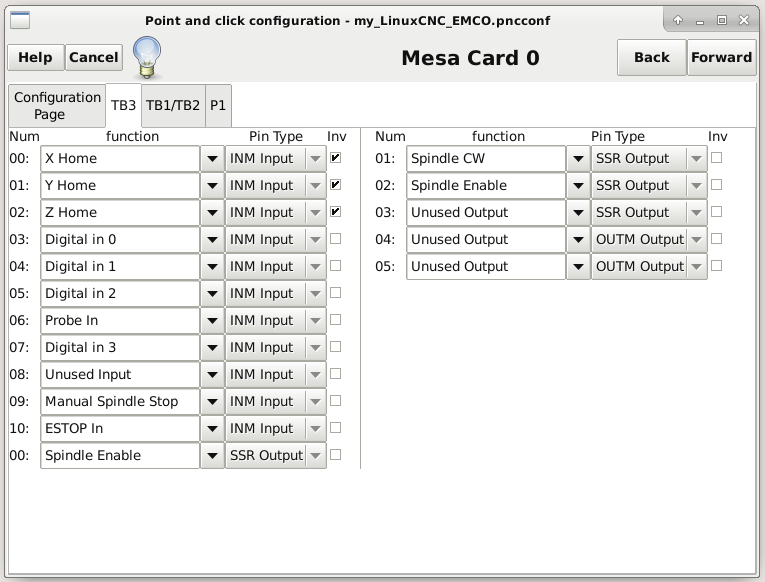 Point and click configuration - my_LinuxCNC_EMCO.pncconf
Help Cancel Mesa Card 0 Back Forward
Configuration Page TB3 TB1/TB2 P1
Num function Pin Type Inv Num function Pin Type Inv
00: X Home INM Input 01: Spindle CW SSR Output
01: Y Home INM Input 02: Spindle Enable SSR Output
02: Z Home INM Input 03: Unused Output SSR Output
03: Digital in 0 INM Input 04: Unused Output OUTM Output
04: Digital in 1 INM Input 05: Unused Output OUTM Output
05: Digital in 2 INM Input
06: Probe In INM Input
07: Digital in 3 INM Input
08: Unused Input INM Input
09: Manual Spindle Stop INM Input
10: ESTOP In INM Input
00: Spindle Enable SSR Output